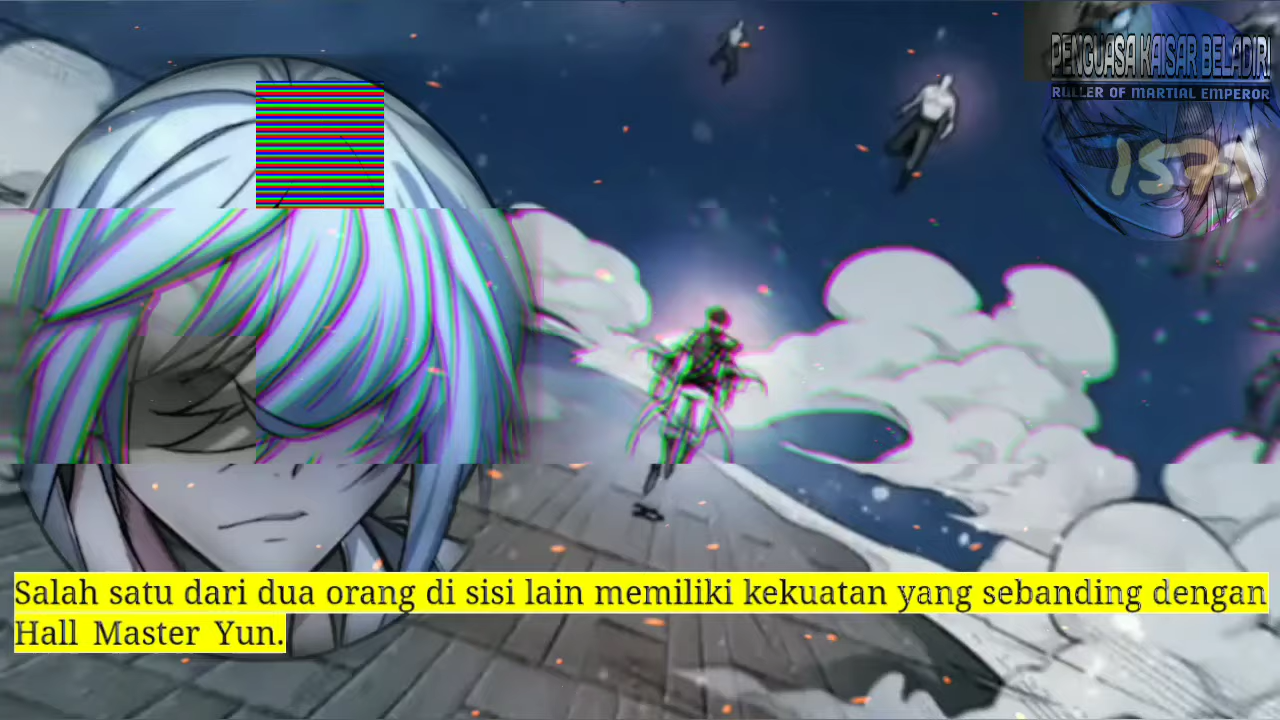 PENGUASA KAISAR BELADIRI
RULLER OF MARTIAL EMPEROR
1571
Salah satu dari dua orang di sisi lain memiliki kekuatan yang sebanding dengan
Hall Master Yun.